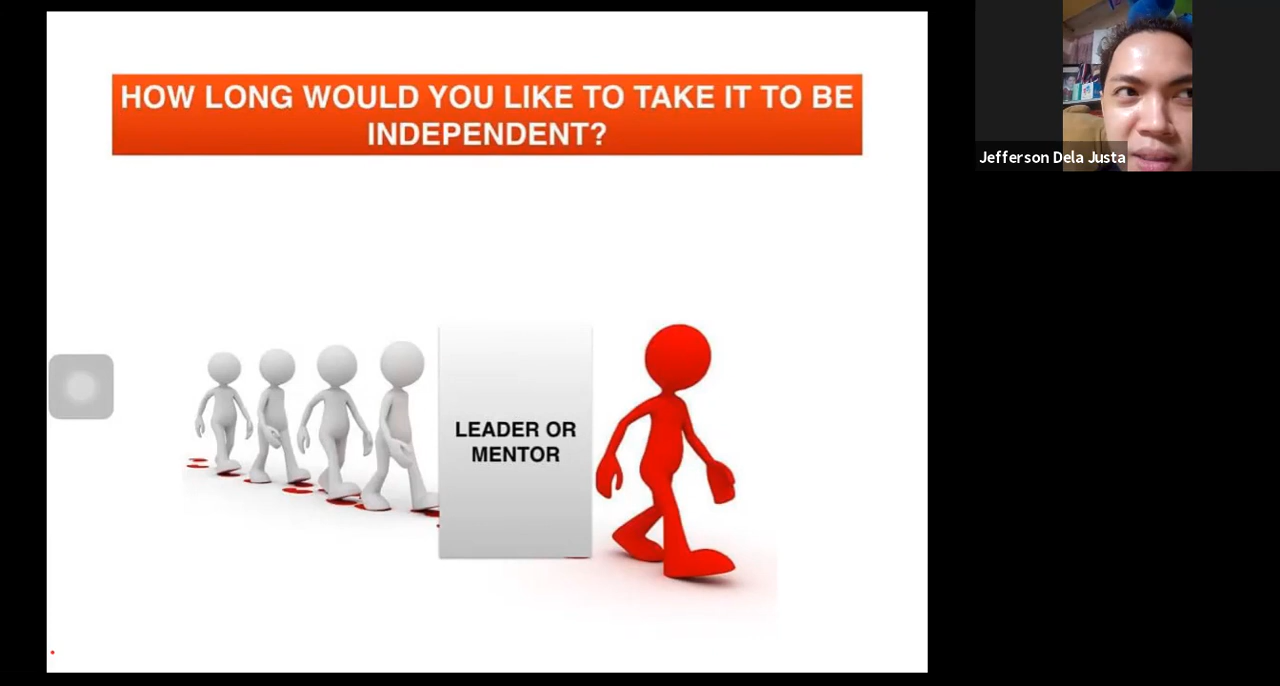 HOW LONG WOULD YOU LIKE TO TAKE IT TO BE
INDEPENDENT?
LEADER OR
MENTOR
Jefferson Dela Justa